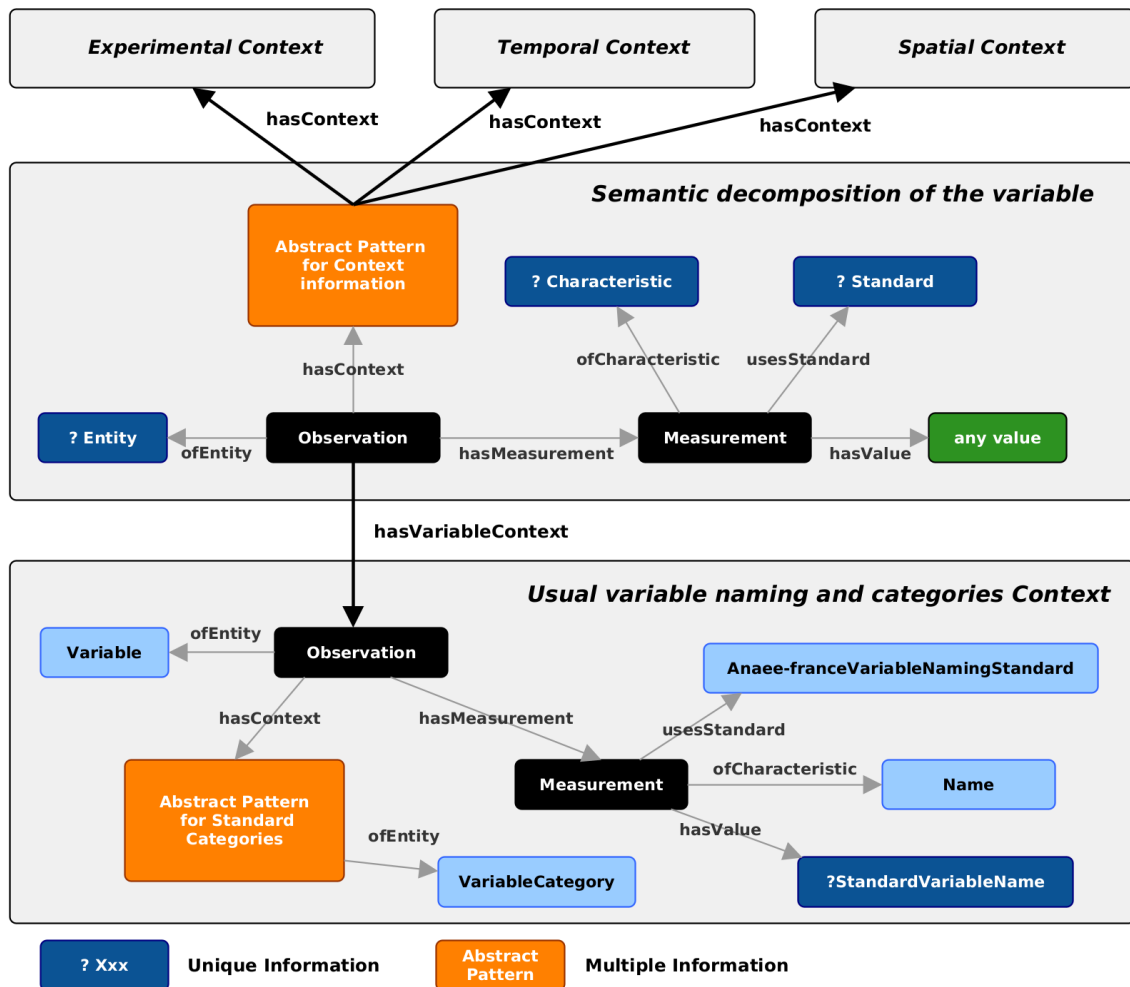 Experimental Context
Temporal Context
Spatial Context
hasContext
hasContext
hasContext
Semantic decomposition of the variable
Abstract Pattern
for Context
information
? Characteristic
? Standard
hasContext
ofCharacteristic
usesStandard
? Entity
ofEntity
Observation
hasMeasurement
Measurement
hasValue
any value
hasVariableContext
Usual variable naming and categories Context
Variable
ofEntity
Observation
Anaee-franceVariableNamingStandard
hasContext
hasMeasurement
usesStandard
Abstract Pattern
for Standard
Categories
Measurement
ofCharacteristic
Name
hasValue
ofEntity
VariableCategory
?StandardVariableName
? Xxx
Unique Information
Abstract
Pattern
Multiple Information